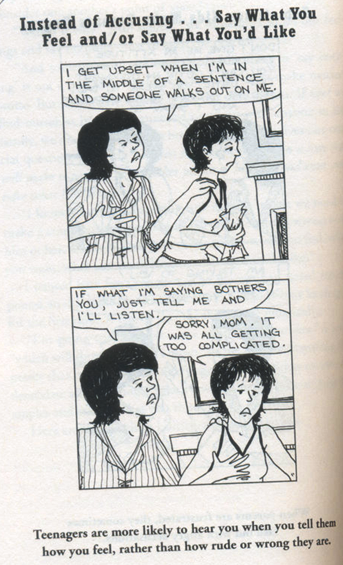 Instead of Accusing . . . Say What You
Feel and/or Say What You'd Like
I GET UPSET WHEN I'M IN
THE MIDDLE OF A SENTENCE
AND SOMEONE WALKS OUT ON ME.
IF WHAT I'M SAYING BOTHERS
YOU, JUST TELL ME AND
I'LL LISTEN.
SORRY, MOM. IT
WAS ALL GETTING
TOO COMPLICATED.
Teenagers are more likely to hear you when you tell them
how you feel, rather than how rude or wrong they are.